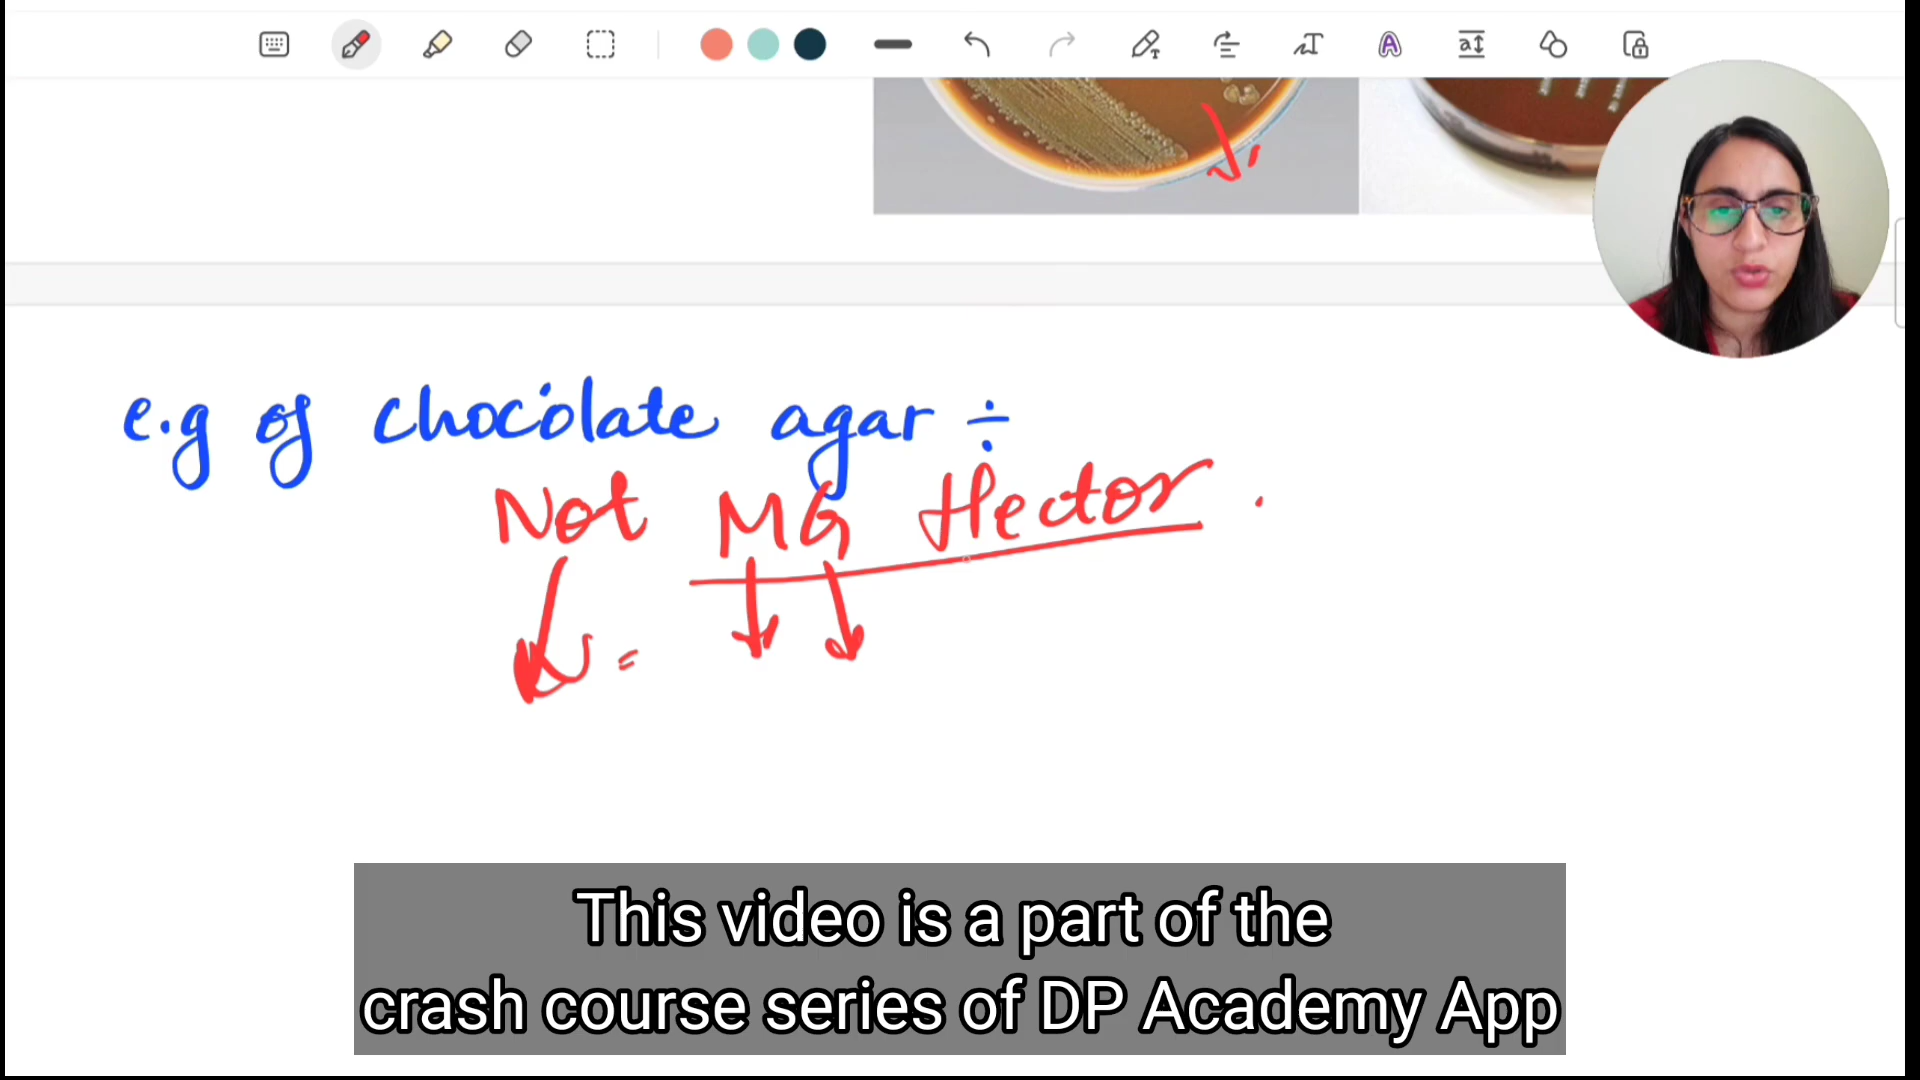 e.g of chocolate agar ÷
Not MG Hector.
This video is a part of the
crash course series of DP Academy App